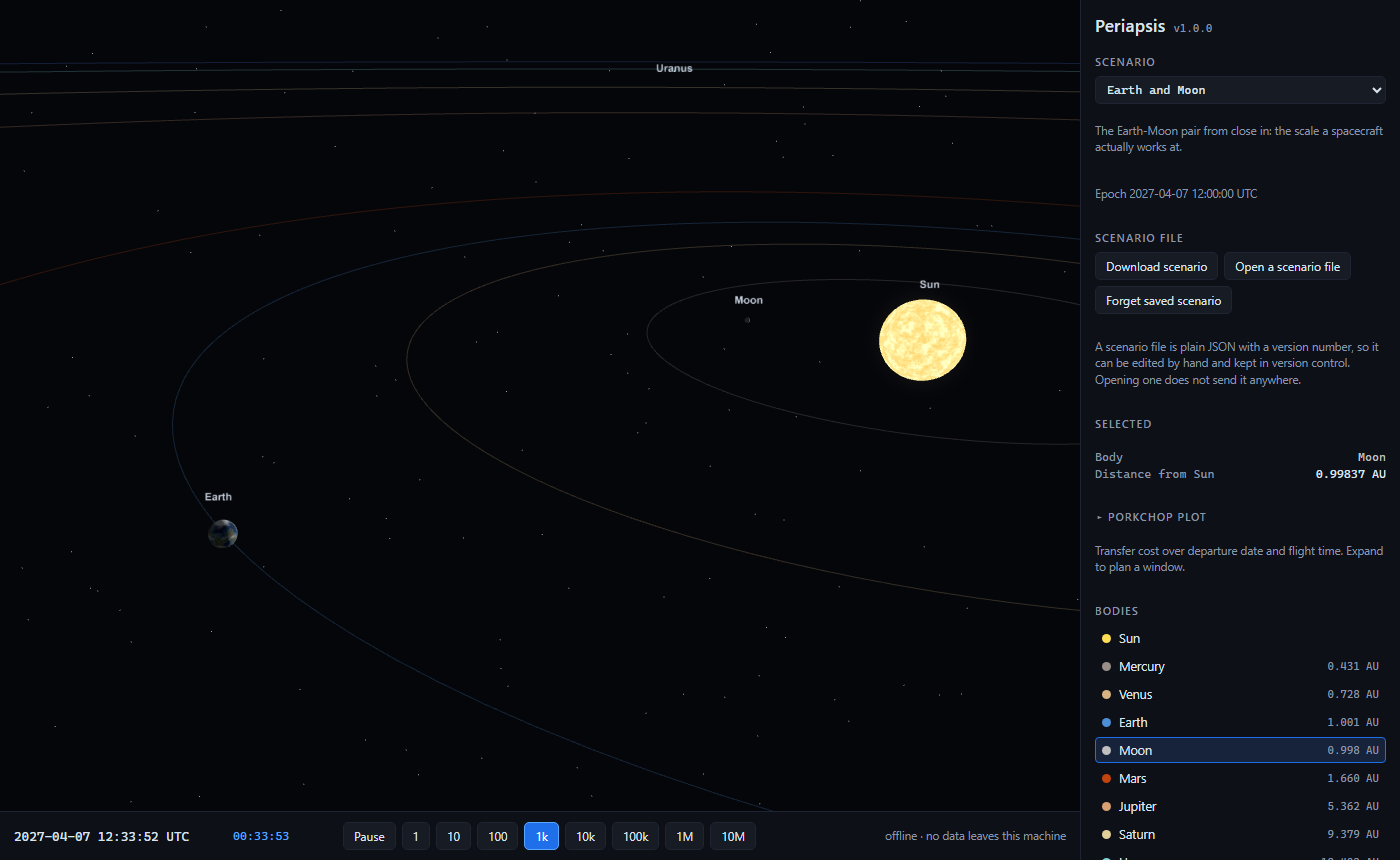 Uranus
Sun
Moon
Earth
2027-04-07 12:33:52 UTC
00:33:53
Pause
1
10
100
1k
10k
100k
1M
10M
offline · no data leaves this machine
Periapsis v1.0.0
SCENARIO
Earth and Moon
The Earth-Moon pair from close in: the scale a spacecraft
actually works at.
Epoch 2027-04-07 12:00:00 UTC
SCENARIO FILE
Download scenario
Open a scenario file
Forget saved scenario
A scenario file is plain JSON with a version number, so it
can be edited by hand and kept in version control.
Opening one does not send it anywhere.
SELECTED
Body Moon
Distance from Sun 0.99837 AU
PORKCHOP PLOT
Transfer cost over departure date and flight time. Expand
to plan a window.
BODIES
Sun
Mercury 0.431 AU
Venus 0.728 AU
Earth 1.001 AU
Moon 0.998 AU
Mars 1.660 AU
Jupiter 5.362 AU
Saturn 9.379 AU